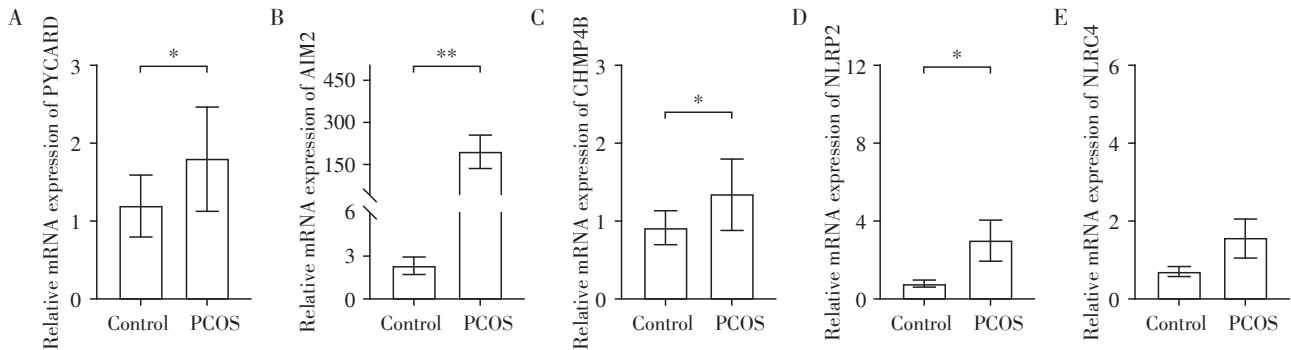 A
Relative mRNA expression of PYCARD
3
2
1
0
*
Control
PCOS
B
Relative mRNA expression of AIM2
450
300
150
6
3
0
**
Control
PCOS
C
Relative mRNA expression of CHMP4B
3
2
1
0
*
Control
PCOS
D
Relative mRNA expression of NLRP2
12
8
4
0
*
Control
PCOS
E
Relative mRNA expression of NLRC4
6
4
2
0
Control
PCOS